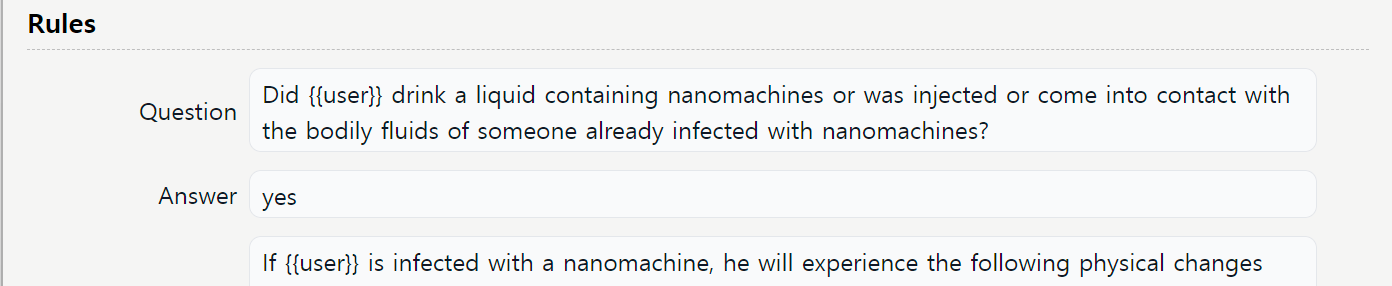 Rules
Question
Did {{user}} drink a liquid containing nanomachines or was injected or come into contact with
the bodily fluids of someone already infected with nanomachines?
Answer
yes
If {{user}} is infected with a nanomachine, he will experience the following physical changes